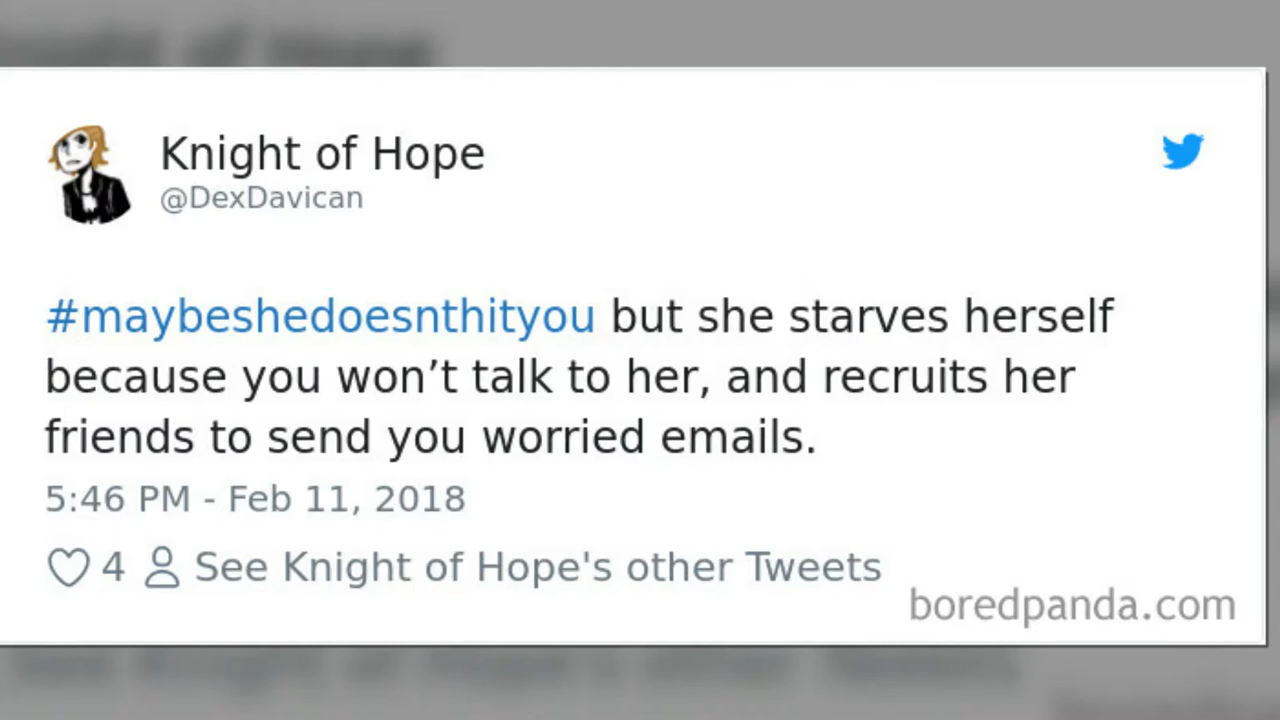 Knight of Hope
@DexDavican
#maybeshedoesnthityou but she starves herself
because you won’t talk to her, and recruits her
friends to send you worried emails.
5:46 PM - Feb 11, 2018
4 See Knight of Hope's other Tweets
boredpanda.com